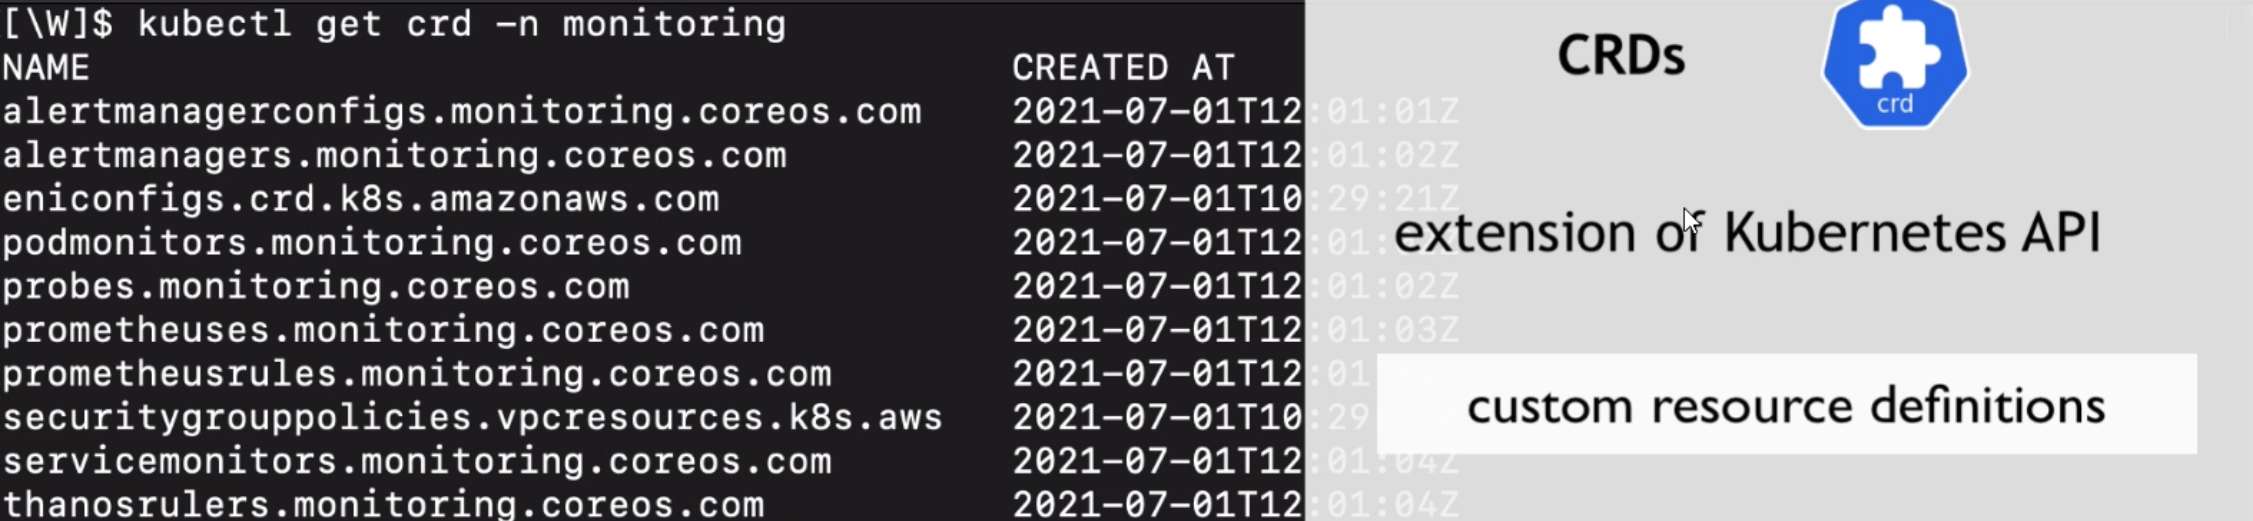 [\W]$ kubectl get crd -n monitoring
NAME CREATED AT
alertmanagerconfigs.monitoring.coreos.com 2021-07-01T12:01:01Z
alertmanagers.monitoring.coreos.com 2021-07-01T12:01:02Z
eniconfigs.crd.k8s.amazonaws.com 2021-07-01T10:29:21Z
podmonitors.monitoring.coreos.com 2021-07-01T12:01:
probes.monitoring.coreos.com 2021-07-01T12:01:02Z
prometheuses.monitoring.coreos.com 2021-07-01T12:01:03Z
prometheusrules.monitoring.coreos.com 2021-07-01T12:01
securitygrouppolicies.vpcresources.k8s.aws 2021-07-01T10:29
servicemonitors.monitoring.coreos.com 2021-07-01T12:01:04Z
thanosrulers.monitoring.coreos.com 2021-07-01T12:01:04Z
CRDs
crd
extension of Kubernetes API
custom resource definitions